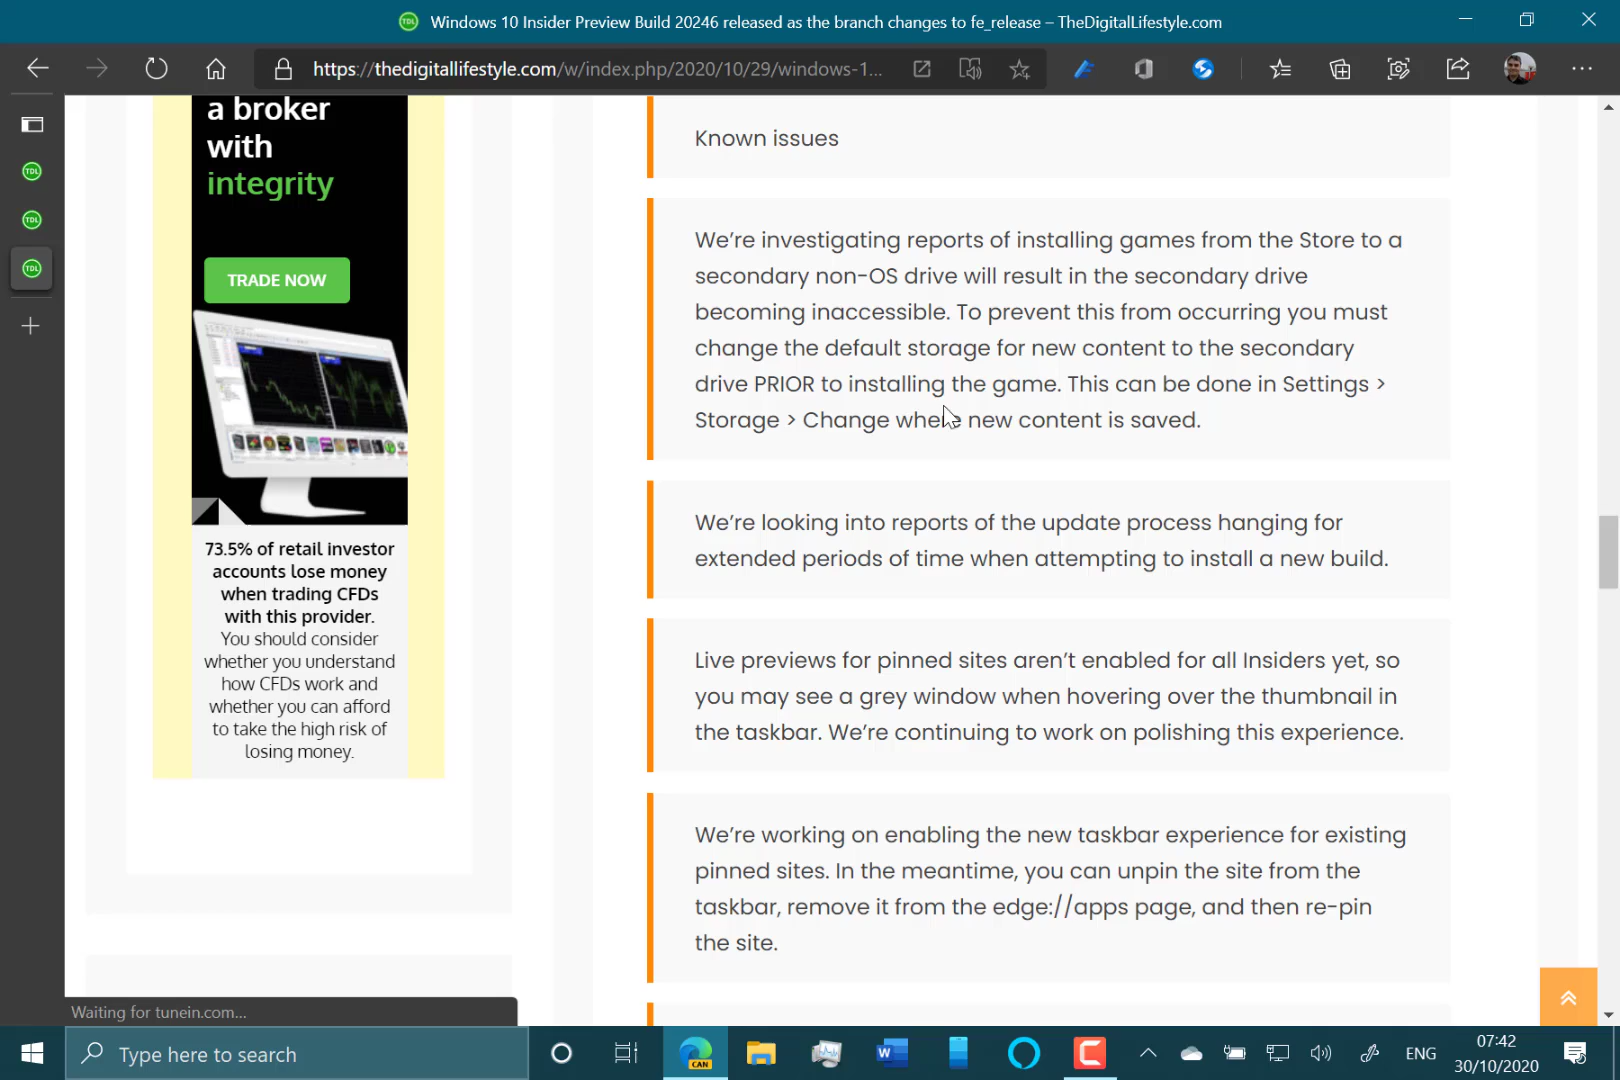 Windows 10 Insider Preview Build 20246 released as the branch changes to fe_release – TheDigitalLifestyle.com
https://thedigitallifestyle.com/w/index.php/2020/10/29/windows-1...
TDL
TDL
TDL
TDL
a broker
with
integrity
TRADE NOW
73.5% of retail investor
accounts lose money
when trading CFDs
with this provider.
You should consider
whether you understand
how CFDs work and
whether you can afford
to take the high risk of
losing money.
Known issues
We’re investigating reports of installing games from the Store to a
secondary non-OS drive will result in the secondary drive
becoming inaccessible. To prevent this from occurring you must
change the default storage for new content to the secondary
drive PRIOR to installing the game. This can be done in Settings >
Storage > Change where new content is saved.
We’re looking into reports of the update process hanging for
extended periods of time when attempting to install a new build.
Live previews for pinned sites aren’t enabled for all Insiders yet, so
you may see a grey window when hovering over the thumbnail in
the taskbar. We’re continuing to work on polishing this experience.
We’re working on enabling the new taskbar experience for existing
pinned sites. In the meantime, you can unpin the site from the
taskbar, remove it from the edge://apps page, and then re-pin
the site.
Waiting for tunein.com...
Type here to search
CAN
ENG
07:42
30/10/2020